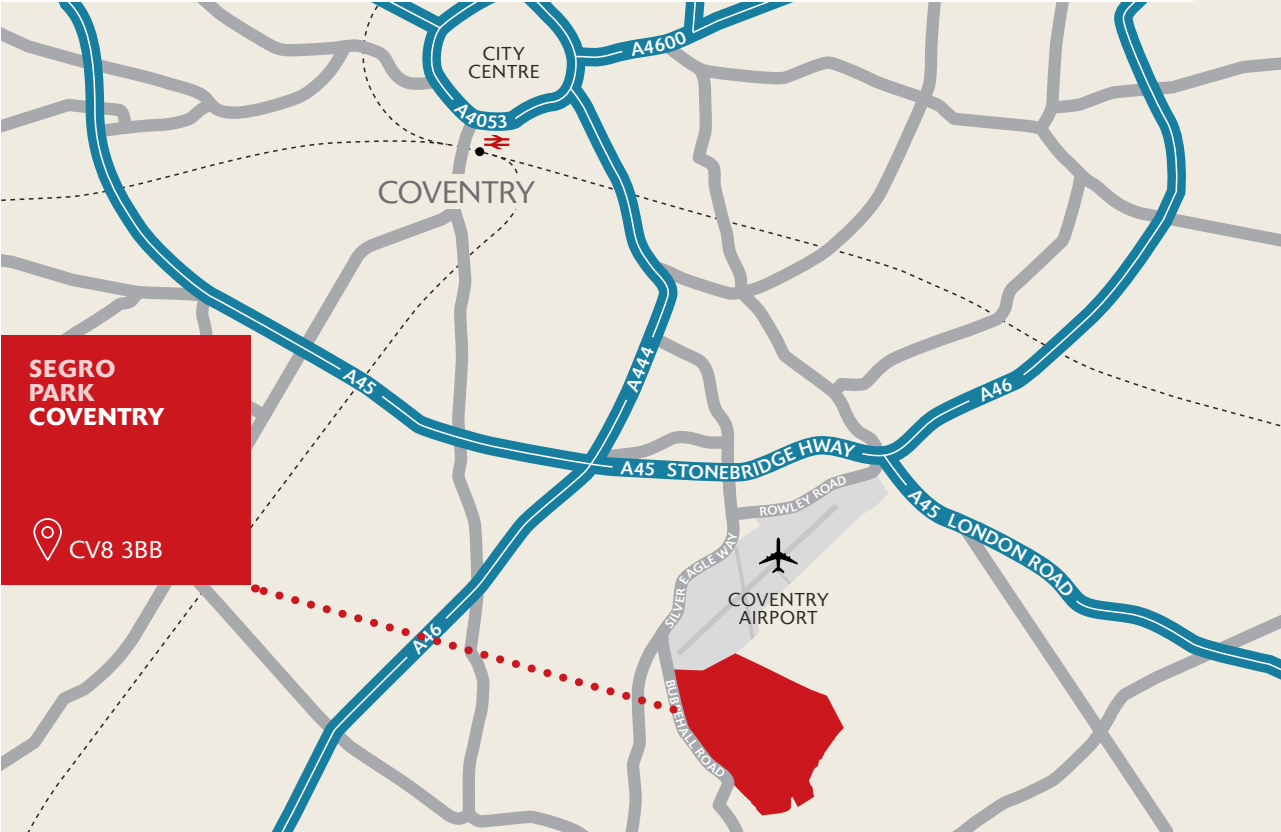 CITY
CENTRE
A4600
A4053
COVENTRY
SEGRO
PARK
COVENTRY
CV8 3BB
A45
A444
A46
A45 STONEBRIDGE HWAY
ROWLEY ROAD
A45 LONDON ROAD
SILVER EAGLE WAY
COVENTRY
AIRPORT
A46
BUBBEHALL ROAD